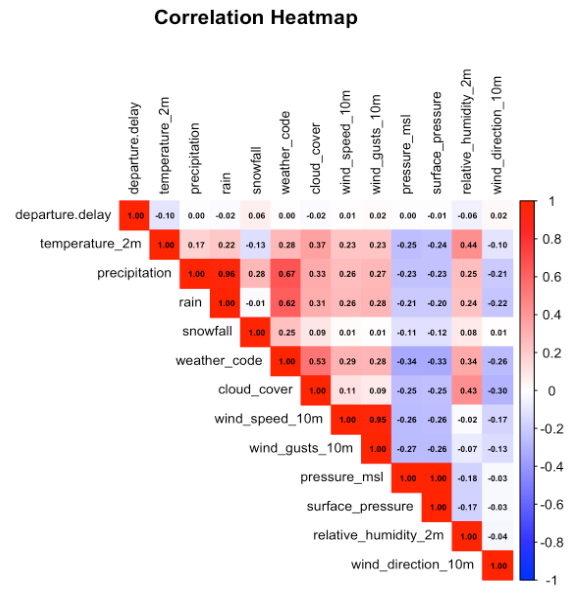 Correlation Heatmap
departure.delay
temperature_2m
precipitation
rain
snowfall
weather_code
cloud_cover
wind_speed_10m
wind_gusts_10m
pressure_msl
surface_pressure
relative_humidity_2m
wind_direction_10m
departure.delay 1.00 -0.10 0.00 -0.02 0.06 0.00 -0.02 0.01 0.02 0.00 -0.01 -0.06 0.02
temperature_2m 1.00 0.17 0.22 -0.13 0.28 0.37 0.23 0.23 -0.25 -0.24 0.44 -0.10
precipitation 1.00 0.96 0.28 0.67 0.33 0.26 0.27 -0.23 -0.23 0.25 -0.21
rain 1.00 -0.01 0.62 0.31 0.26 0.28 -0.21 -0.20 0.24 -0.22
snowfall 1.00 0.25 0.09 0.01 0.01 -0.11 -0.12 0.08 0.01
weather_code 1.00 0.53 0.29 0.28 -0.34 -0.33 0.34 -0.26
cloud_cover 1.00 0.11 0.09 -0.25 -0.25 0.43 -0.30
wind_speed_10m 1.00 0.95 -0.26 -0.26 -0.02 -0.17
wind_gusts_10m 1.00 -0.27 -0.26 -0.07 -0.13
pressure_msl 1.00 1.00 -0.18 -0.03
surface_pressure 1.00 -0.17 -0.03
relative_humidity_2m 1.00 -0.04
wind_direction_10m 1.00
1
0.8
0.6
0.4
0.2
0
-0.2
-0.4
-0.6
-0.8
-1